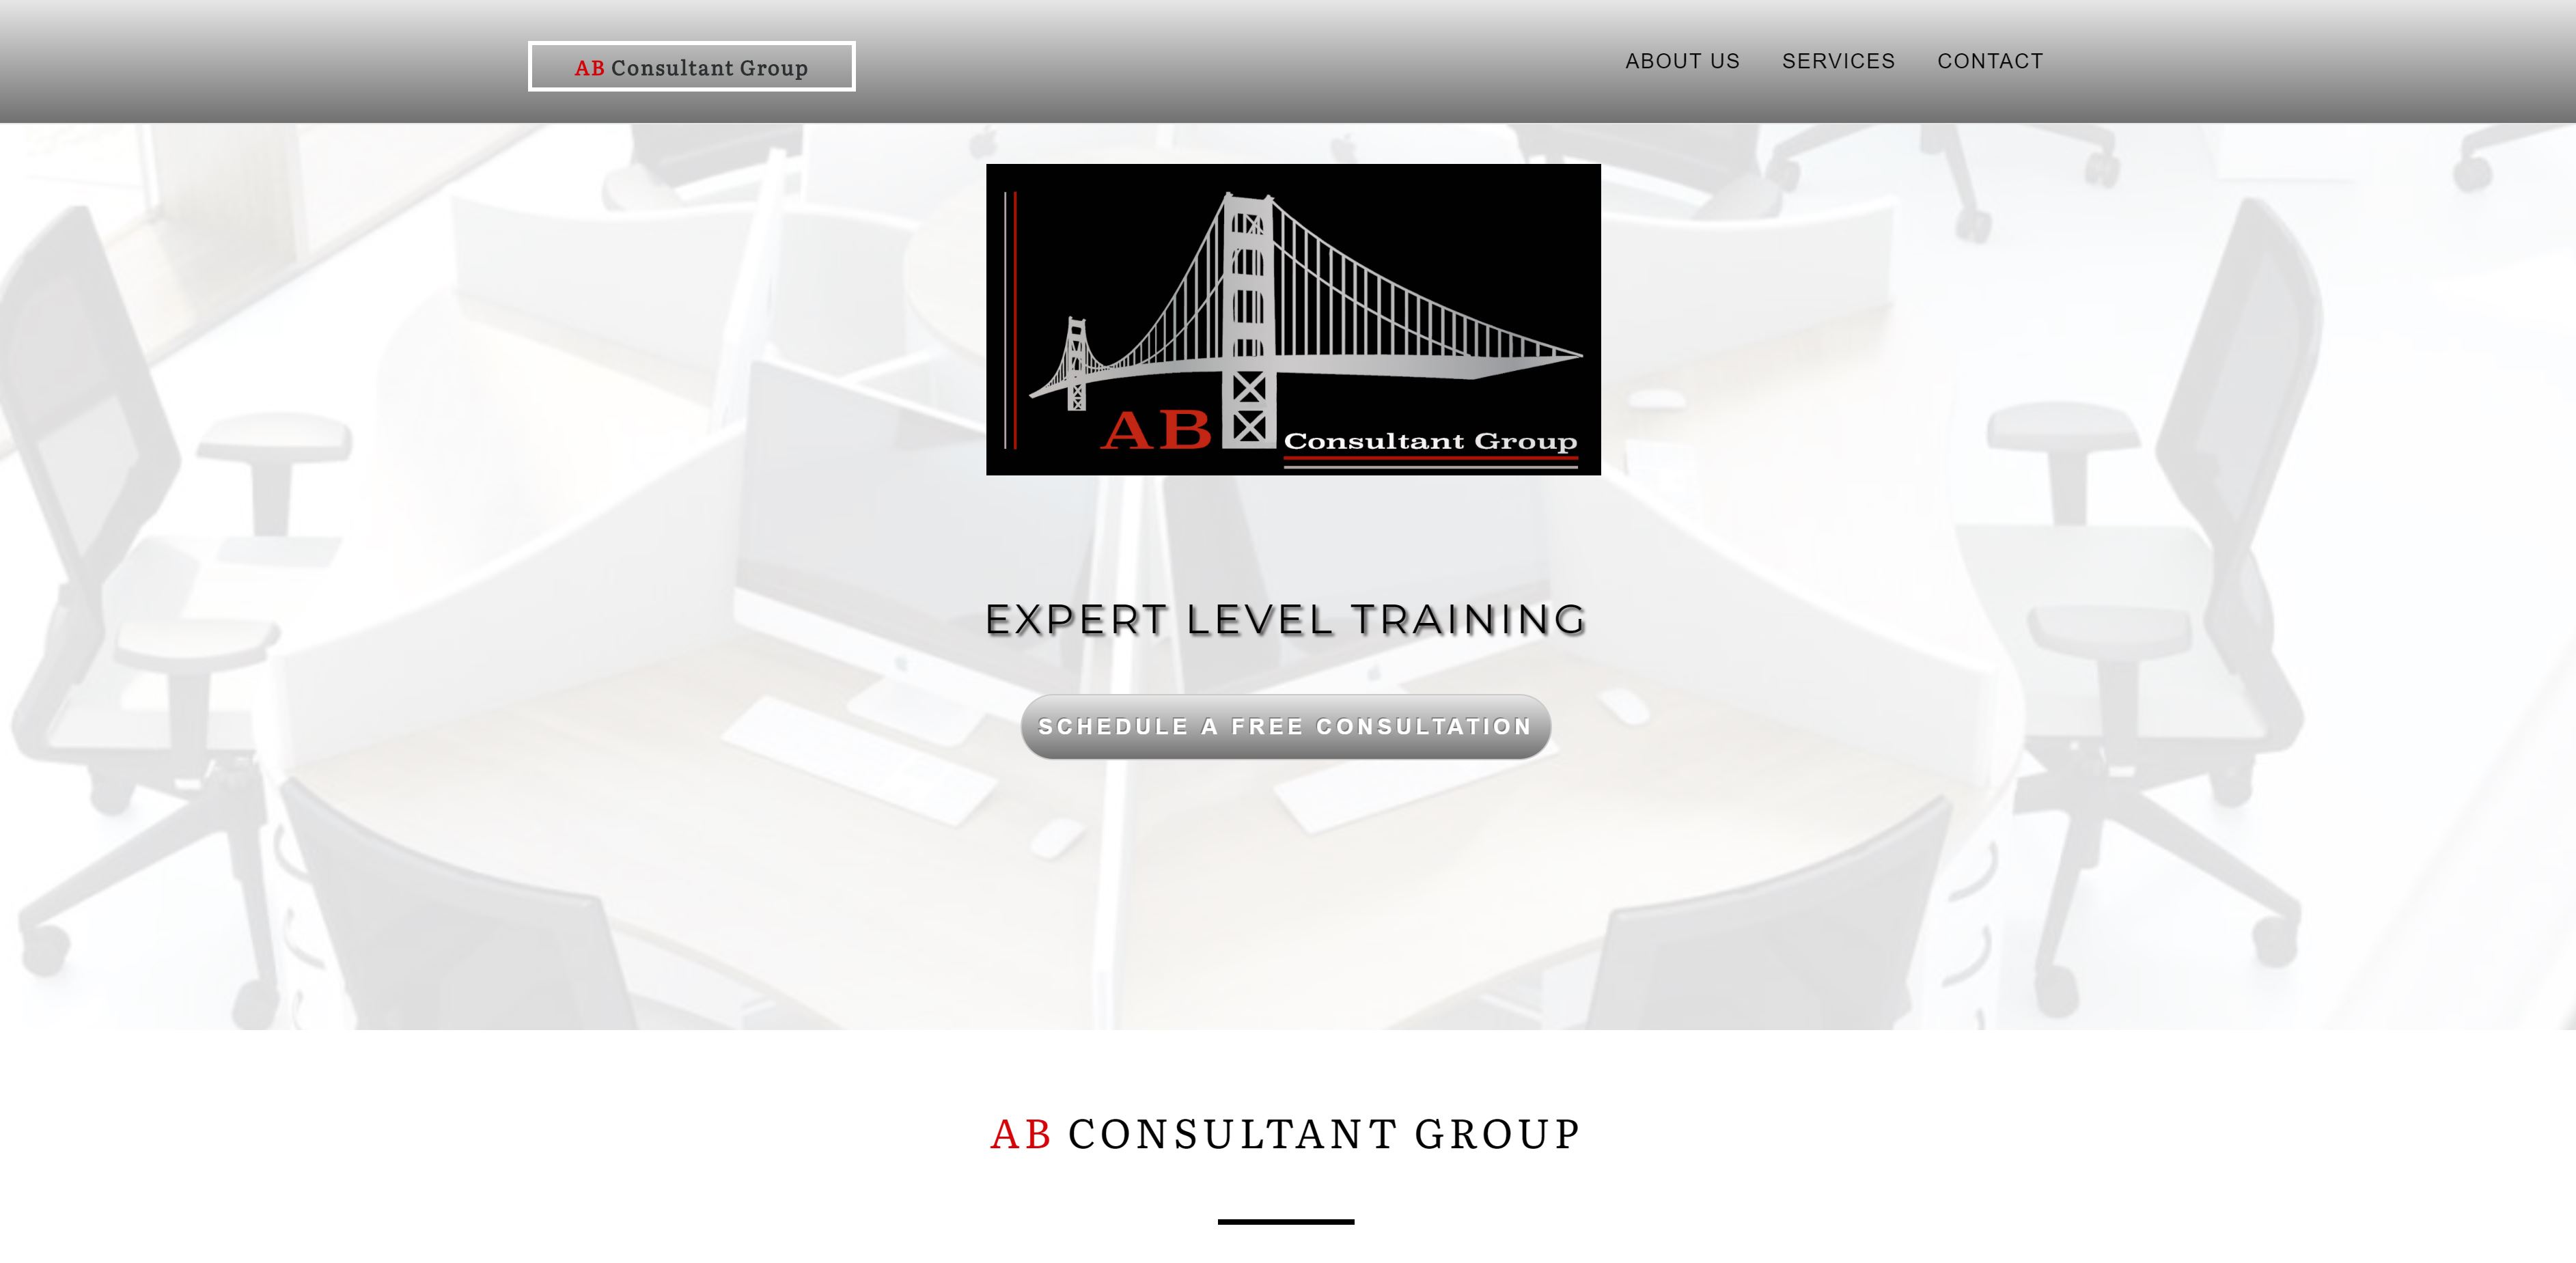 AB Consultant Group
ABOUT US SERVICES CONTACT
AB Consultant Group
EXPERT LEVEL TRAINING
SCHEDULE A FREE CONSULTATION
AB CONSULTANT GROUP